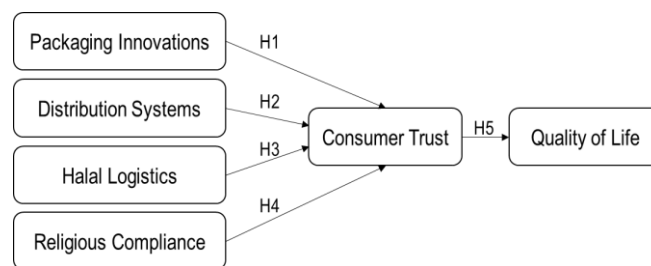 Packaging Innovations
H1
Distribution Systems
H2
Consumer Trust
H5
Quality of Life
H3
Halal Logistics
H4
Religious Compliance